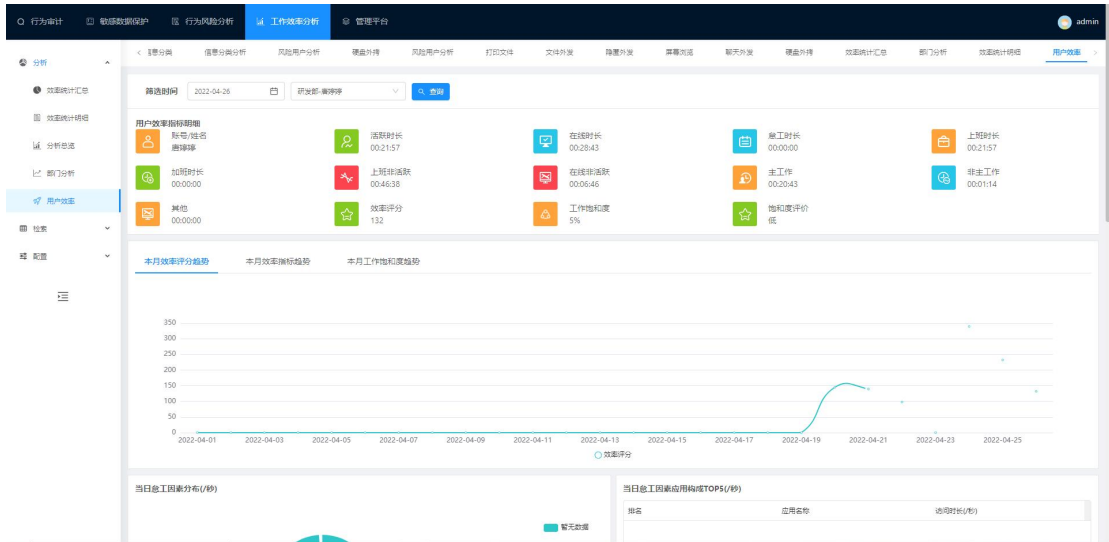 行为审计 敏感数据保护 行为风险分析 工作效率分析 管理平台 admin
分析
效率统计汇总
效率统计明细
分析总览
部门分析
用户效率
检索
配置
信息分类分析 风险用户分析 硬盘外拷 风险用户分析 打印文件 文件外发 隐匿外发 屏幕浏览 聊天外发 硬盘外拷 效率统计汇总 部门分析 效率统计明细 用户效率
筛选时间 2022-04-26 研发部-唐婷婷 查询
用户效率指标明细
账号/姓名 活跃时长 在线时长 怠工时长 上班时长
唐婷婷 00:21:57 00:28:43 00:00:00 00:21:57
加班时长 上班非活跃 在线非活跃 主工作 非主工作
00:00:00 00:46:38 00:06:46 00:20:43 00:01:14
其他 效率评分 工作饱和度 饱和度评价
00:00:00 132 5% 低
本月效率评分趋势 本月效率指标趋势 本月工作饱和度趋势
350
300
250
200
150
100
50
0
2022-04-01 2022-04-03 2022-04-05 2022-04-07 2022-04-09 2022-04-11 2022-04-13 2022-04-15 2022-04-17 2022-04-19 2022-04-21 2022-04-23 2022-04-25
效率评分
当日怠工因素分布(/秒) 当日怠工因素应用构成TOP5(/秒)
暂无数据
排名 应用名称 访问时长(/秒)